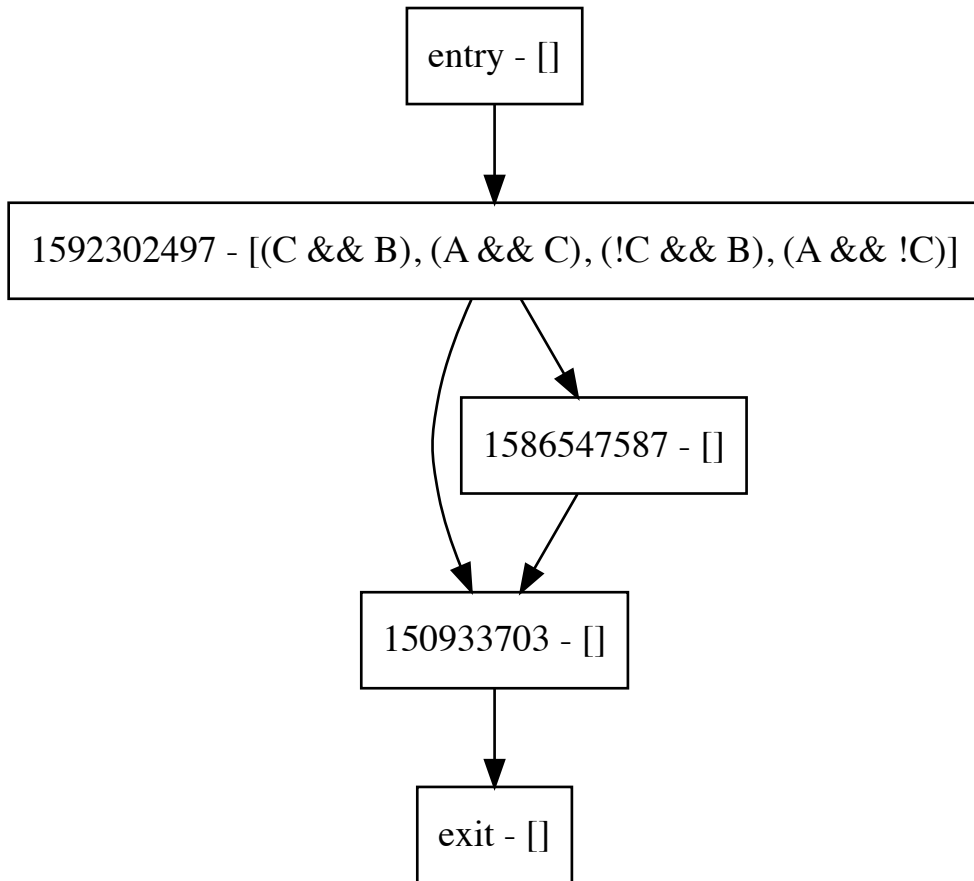 entry - []
1592302497 - [(C && B), (A && C), (!C && B), (A && !C)]
1586547587 - []
150933703 - []
exit - []